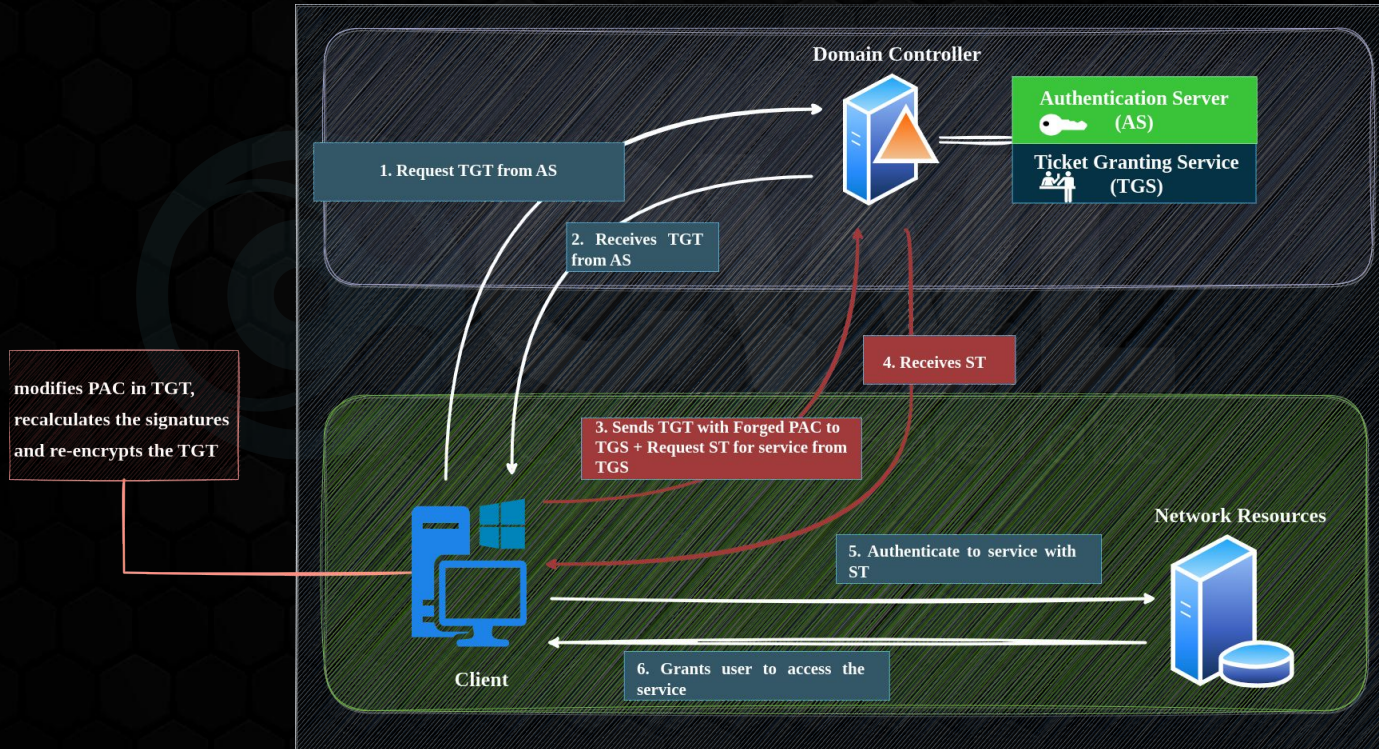 Domain Controller
Authentication Server
(AS)
Ticket Granting Service
(TGS)
1. Request TGT from AS
2. Receives TGT
from AS
4. Receives ST
modifies PAC in TGT,
recalculates the signatures
and re-encrypts the TGT
3. Sends TGT with Forged PAC to
TGS + Request ST for service from
TGS
Network Resources
5. Authenticate to service with
ST
6. Grants user to access the
service
Client